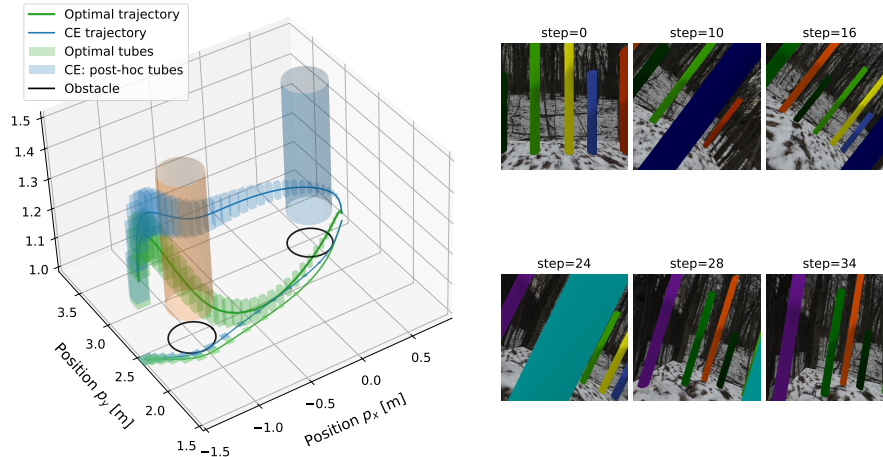 Optimal trajectory
CE trajectory
Optimal tubes
CE: post-hoc tubes
Obstacle
1.5
1.4
1.3
1.2
1.1
1.0
3.5
3.0
2.5
2.0
1.5
Position p_y [m]
−1.5
−1.0
−0.5
0.0
0.5
Position p_x [m]
step=0
step=10
step=16
step=24
step=28
step=34